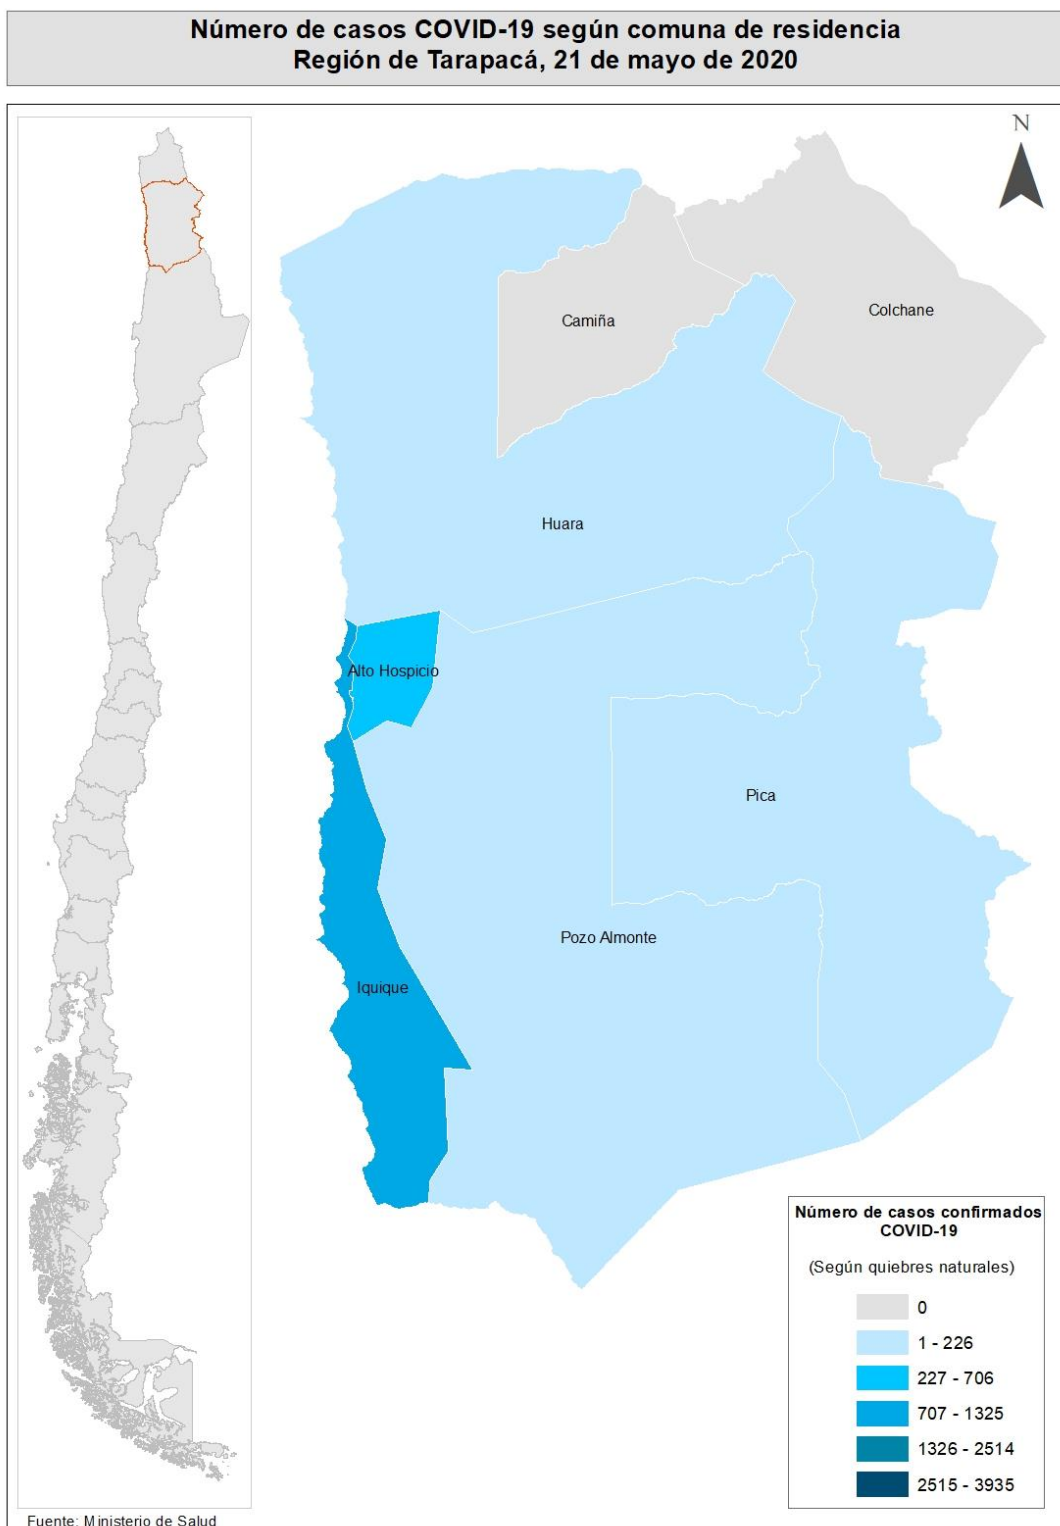 Número de casos COVID-19 según comuna de residencia
Región de Tarapacá, 21 de mayo de 2020
N
Camiña
Colchane
Huara
Alto Hospicio
Pica
Pozo Almonte
Iquique
Número de casos confirmados
COVID-19
(Según quiebres naturales)
0
1 - 226
227 - 706
707 - 1325
1326 - 2514
2515 - 3935
Fuente: Ministerio de Salud